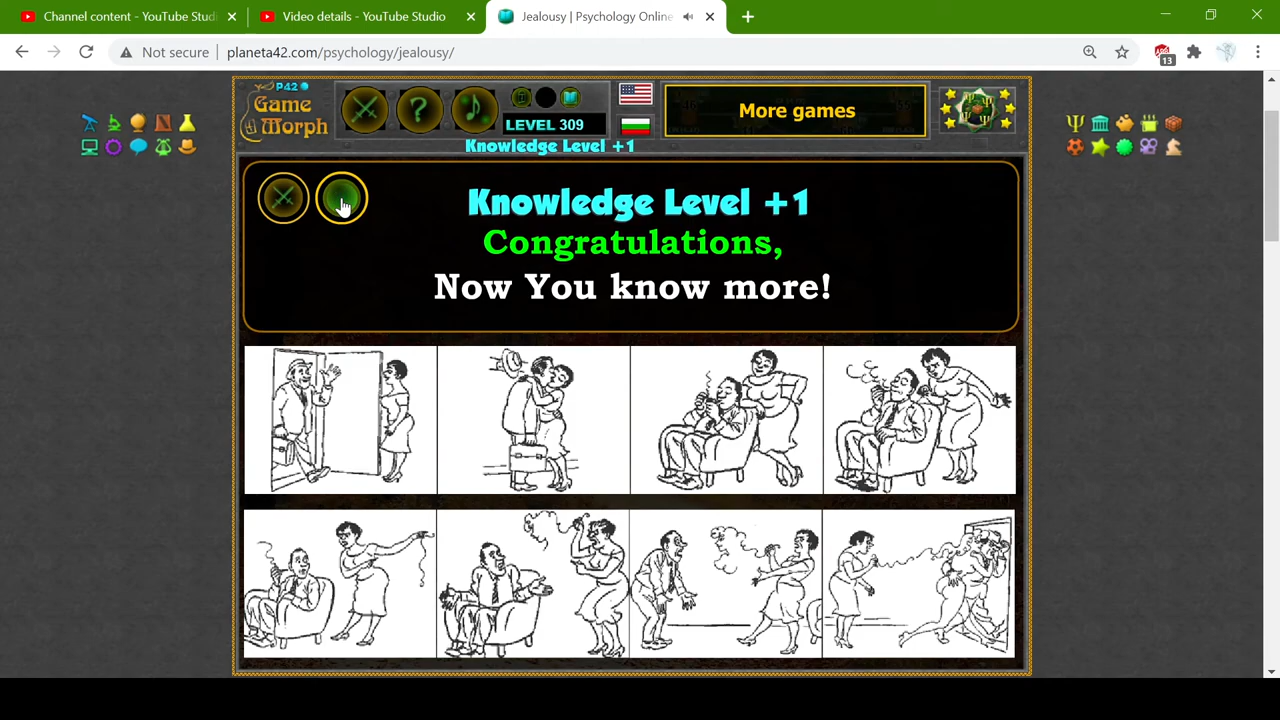 Channel content - YouTube Studi
Video details - YouTube Studio
Jealousy | Psychology Online
Not secure
planeta42.com/psychology/jealousy/
13
P42
Game Morph
?
LEVEL 309
More games
Knowledge Level +1
Knowledge Level +1
Congratulations,
Now You know more!